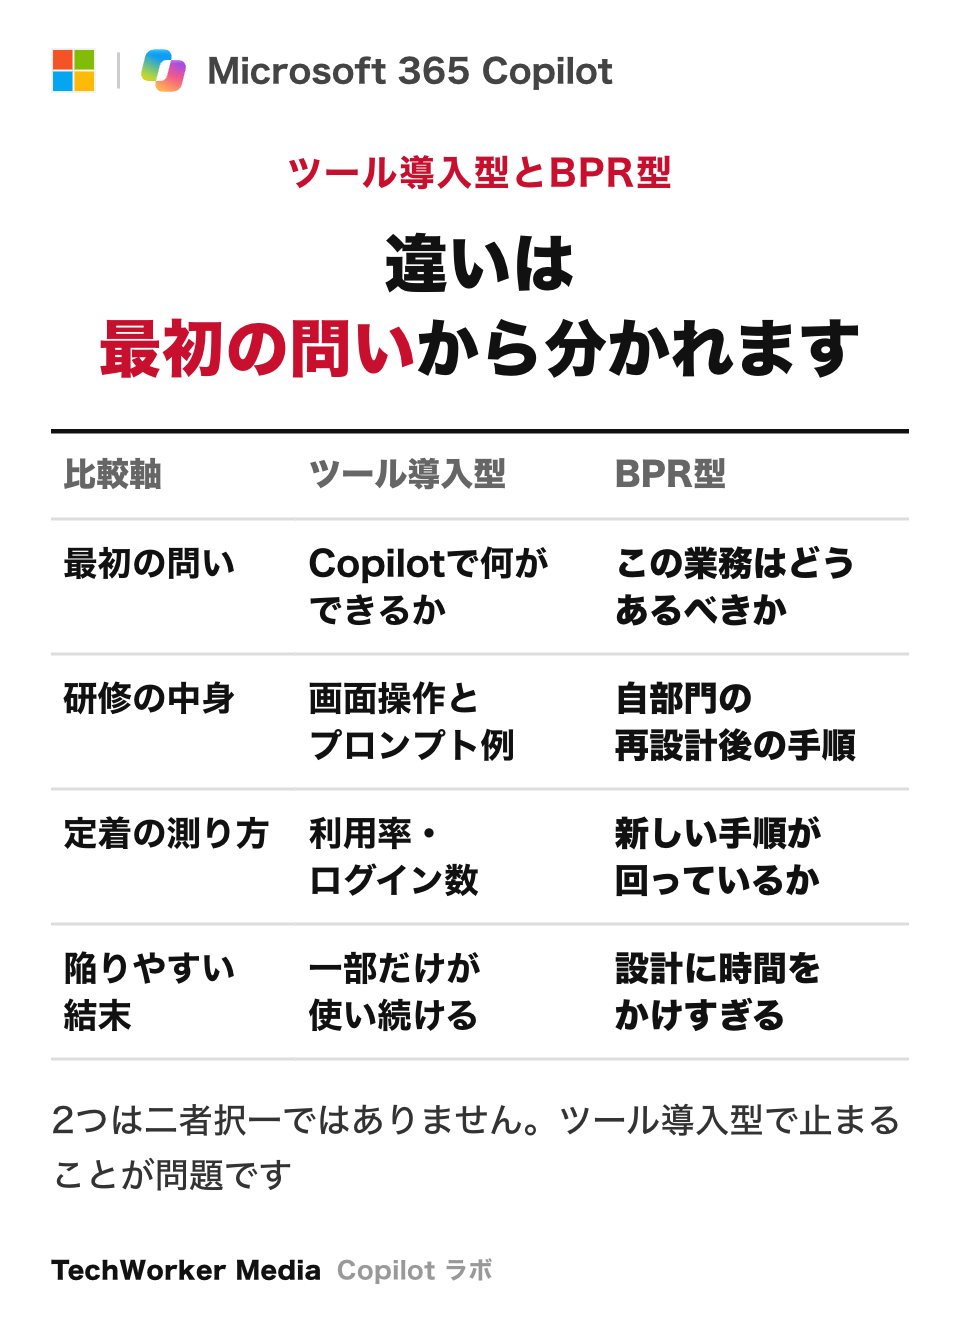 Microsoft 365 Copilot
ツール導入型とBPR型
違いは
最初の問いから分かれます
比較軸 ツール導入型 BPR型
最初の問い Copilotで何が この業務はどう
できるか あるべきか
研修の中身 画面操作と 自部門の
プロンプト例 再設計後の手順
定着の測り方 利用率・ 新しい手順が
ログイン数 回っているか
陥りやすい 一部だけが 設計に時間を
結末 使い続ける かけすぎる
2つは二者択一ではありません。ツール導入型で止まる
ことが問題です
TechWorker Media Copilot ラボ